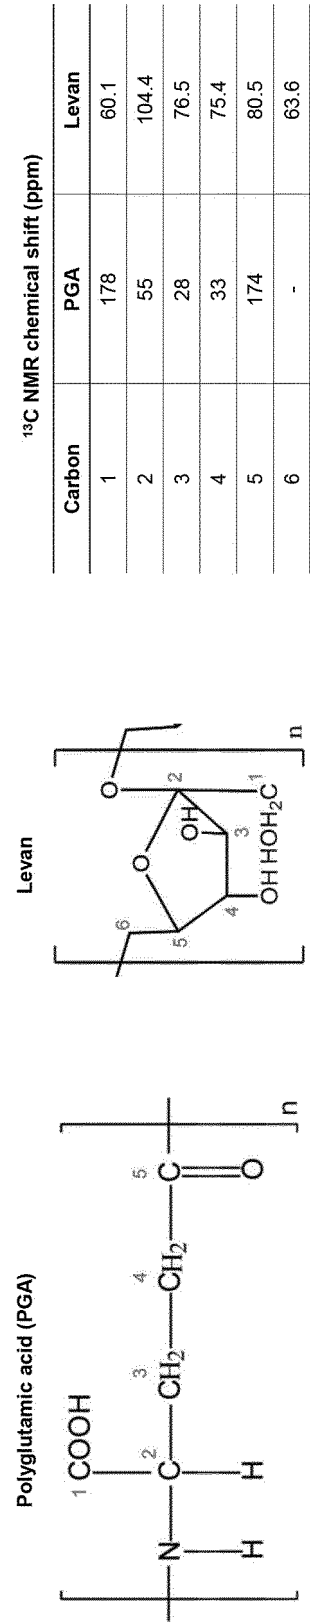 Polyglutamic acid (PGA)
1
COOH
2
3
4
5
N
C
CH2
CH2
C
H
H
O
n
Levan
6
O
O
5
2
OH
4
3
1
OH HOH2C
n
13C NMR chemical shift (ppm)
Carbon PGA Levan
1 178 60.1
2 55 104.4
3 28 76.5
4 33 75.4
5 174 80.5
6 - 63.6